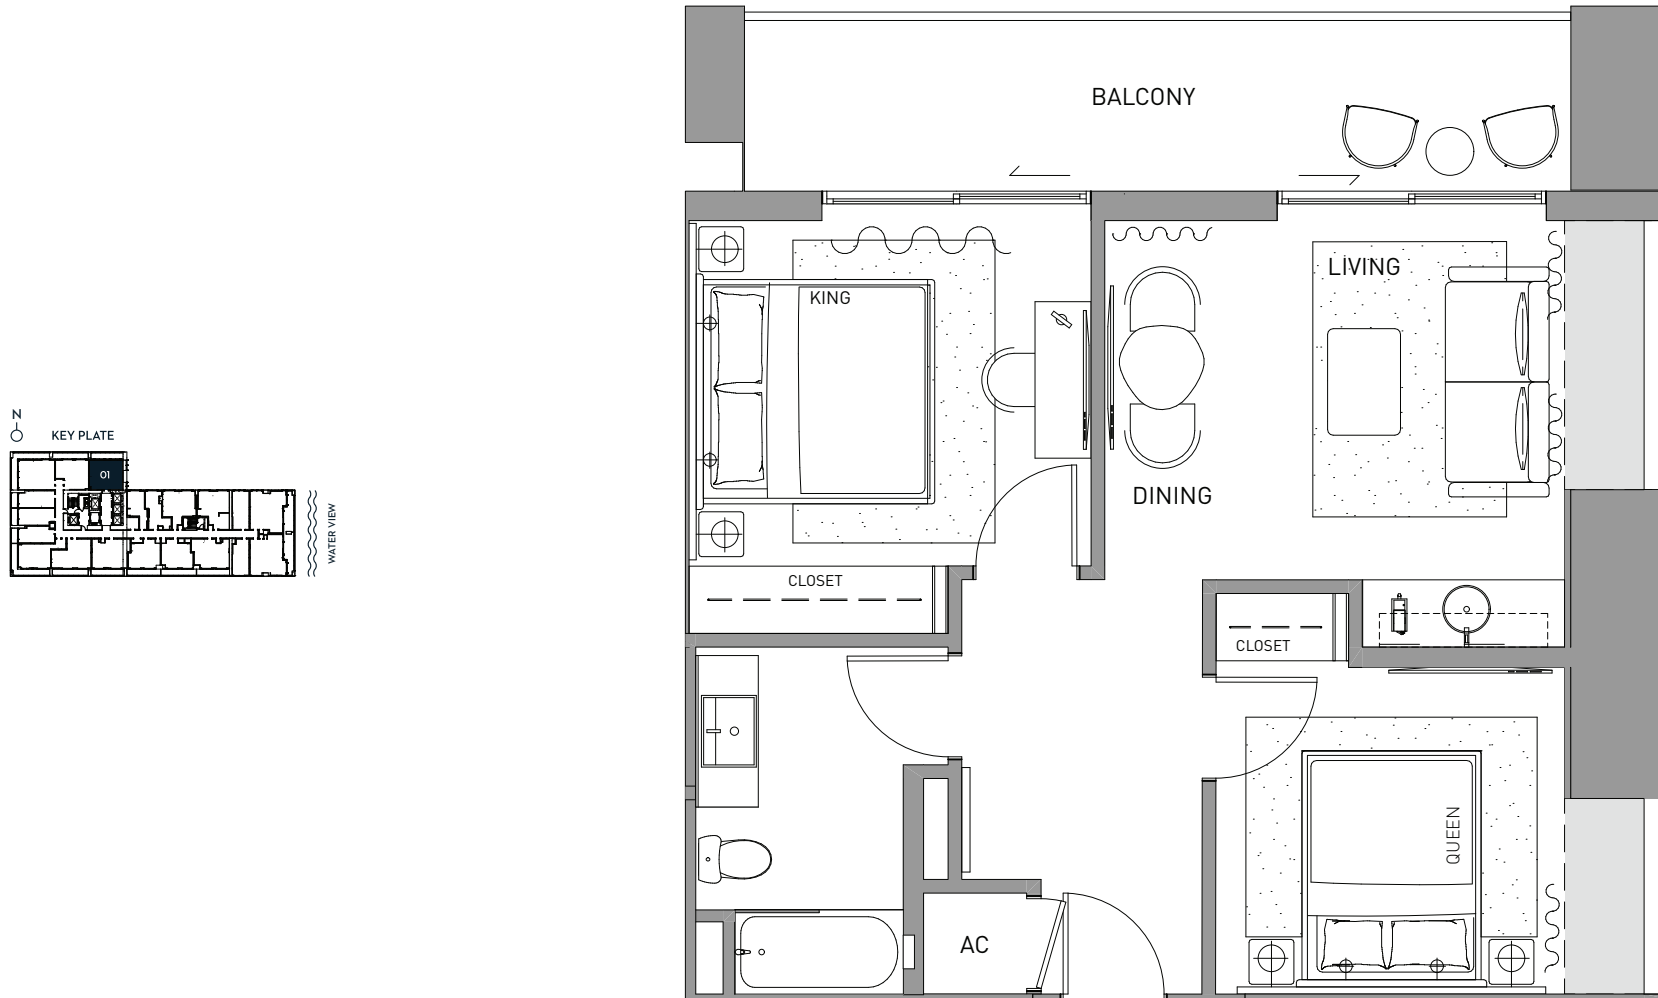 BALCONY
LIVING
KING
N
KEY PLATE
01
WATER VIEW
DINING
CLOSET
CLOSET
QUEEN
AC